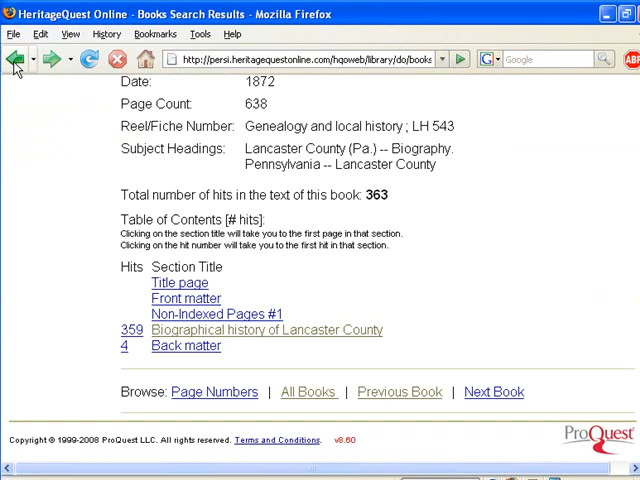 HeritageQuest Online - Books Search Results - Mozilla Firefox
File Edit View History Bookmarks Tools Help
http://persi.heritagequestonline.com/hqoweb/library/do/books Google ABP
Date: 1872
Page Count: 638
Reel/Fiche Number: Genealogy and local history ; LH 543
Subject Headings: Lancaster County (Pa.) -- Biography.
Pennsylvania -- Lancaster County
Total number of hits in the text of this book: 363
Table of Contents [# hits]:
Clicking on the section title will take you to the first page in that section.
Clicking on the hit number will take you to the first hit in that section.
Hits Section Title
Title page
Front matter
Non-Indexed Pages #1
359 Biographical history of Lancaster County
4 Back matter
Browse: Page Numbers | All Books | Previous Book | Next Book
Copyright © 1999-2008 ProQuest LLC. All rights reserved. Terms and Conditions. v8.60
ProQuest